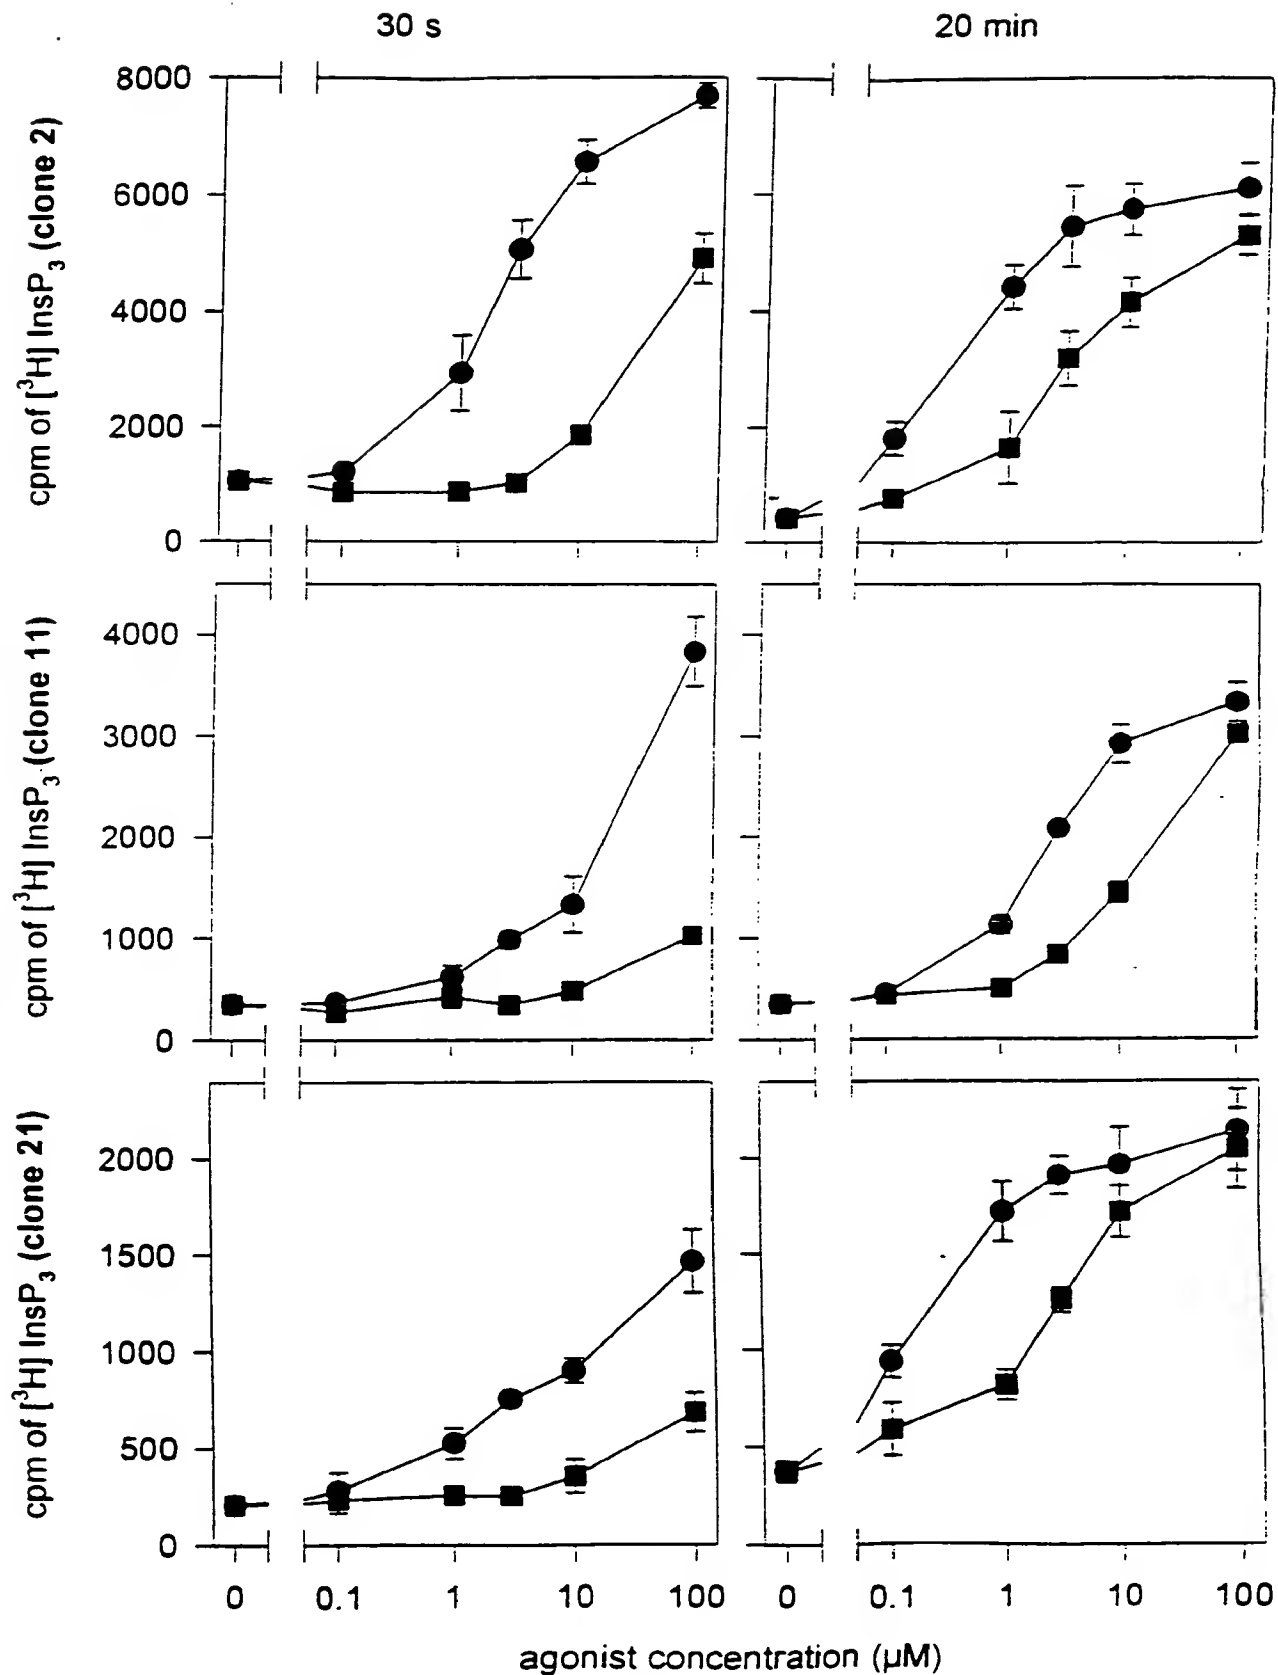 30 s 20 min
8000
6000
4000
2000
0
cpm of [³H] InsP₃ (clone 2)
4000
3000
2000
1000
0
cpm of [³H] InsP₃ (clone 11)
2000
1500
1000
500
0
cpm of [³H] InsP₃ (clone 21)
0 0.1 1 10 100 0 0.1 1 10 100
agonist concentration (µM)